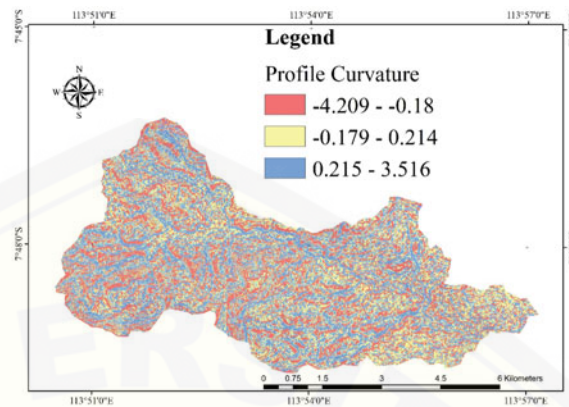 113°51'0"E 113°54'0"E 113°57'0"E
7°45'0"S
Legend
Profile Curvature
-4.209 - -0.18
-0.179 - 0.214
0.215 - 3.516
N
W E
S
7°48'0"S
ERS
0 0.75 1.5 3 4.5 6 Kilometers
113°51'0"E 113°54'0"E 113°57'0"E